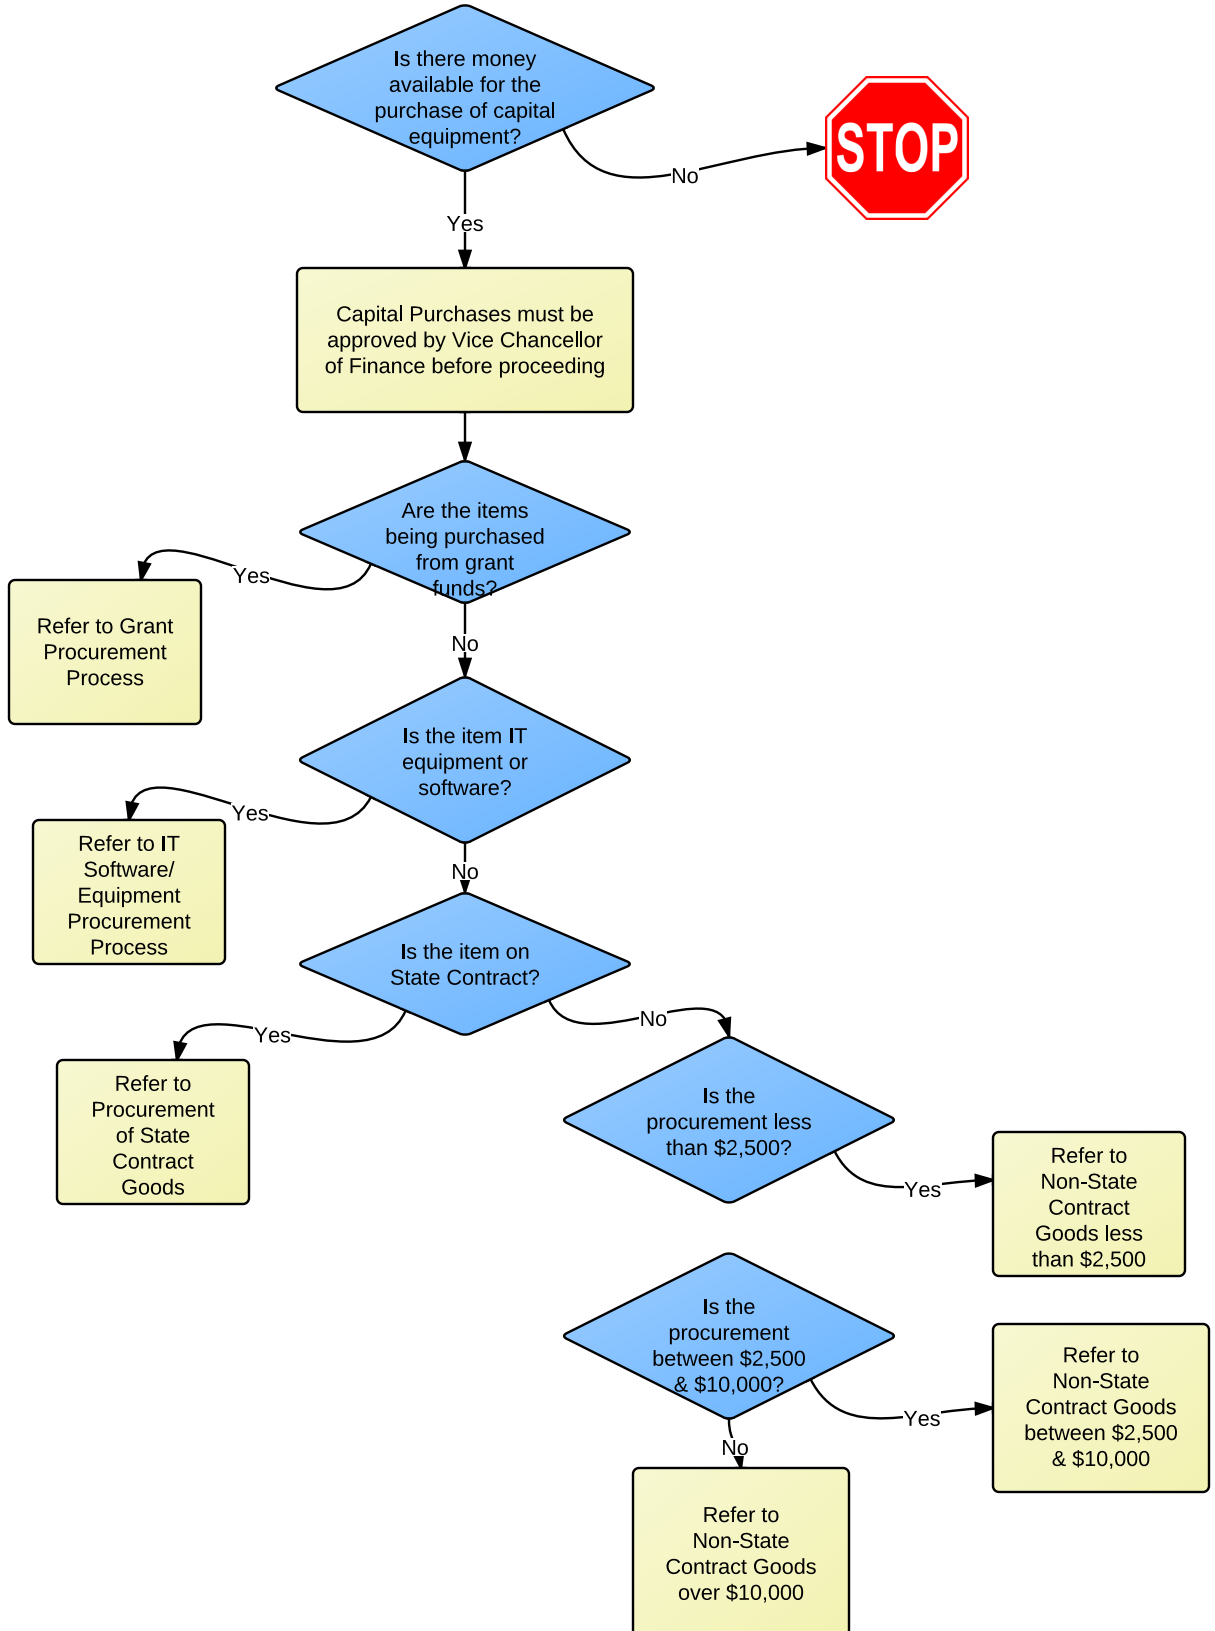 Is there money
available for the
purchase of capital
equipment?
STOP
No
Yes
Capital Purchases must be
approved by Vice Chancellor
of Finance before proceeding
Are the items
being purchased
from grant
funds?
Yes
Refer to Grant
Procurement
Process
No
Is the item IT
equipment or
software?
Yes
Refer to IT
Software/
Equipment
Procurement
Process
No
Is the item on
State Contract?
Yes
No
Refer to
Procurement
of State
Contract
Goods
Is the
procurement less
than $2,500?
Yes
Refer to
Non-State
Contract
Goods less
than $2,500
Is the
procurement
between $2,500
& $10,000?
Yes
Refer to
Non-State
Contract Goods
between $2,500
& $10,000
No
Refer to
Non-State
Contract Goods
over $10,000